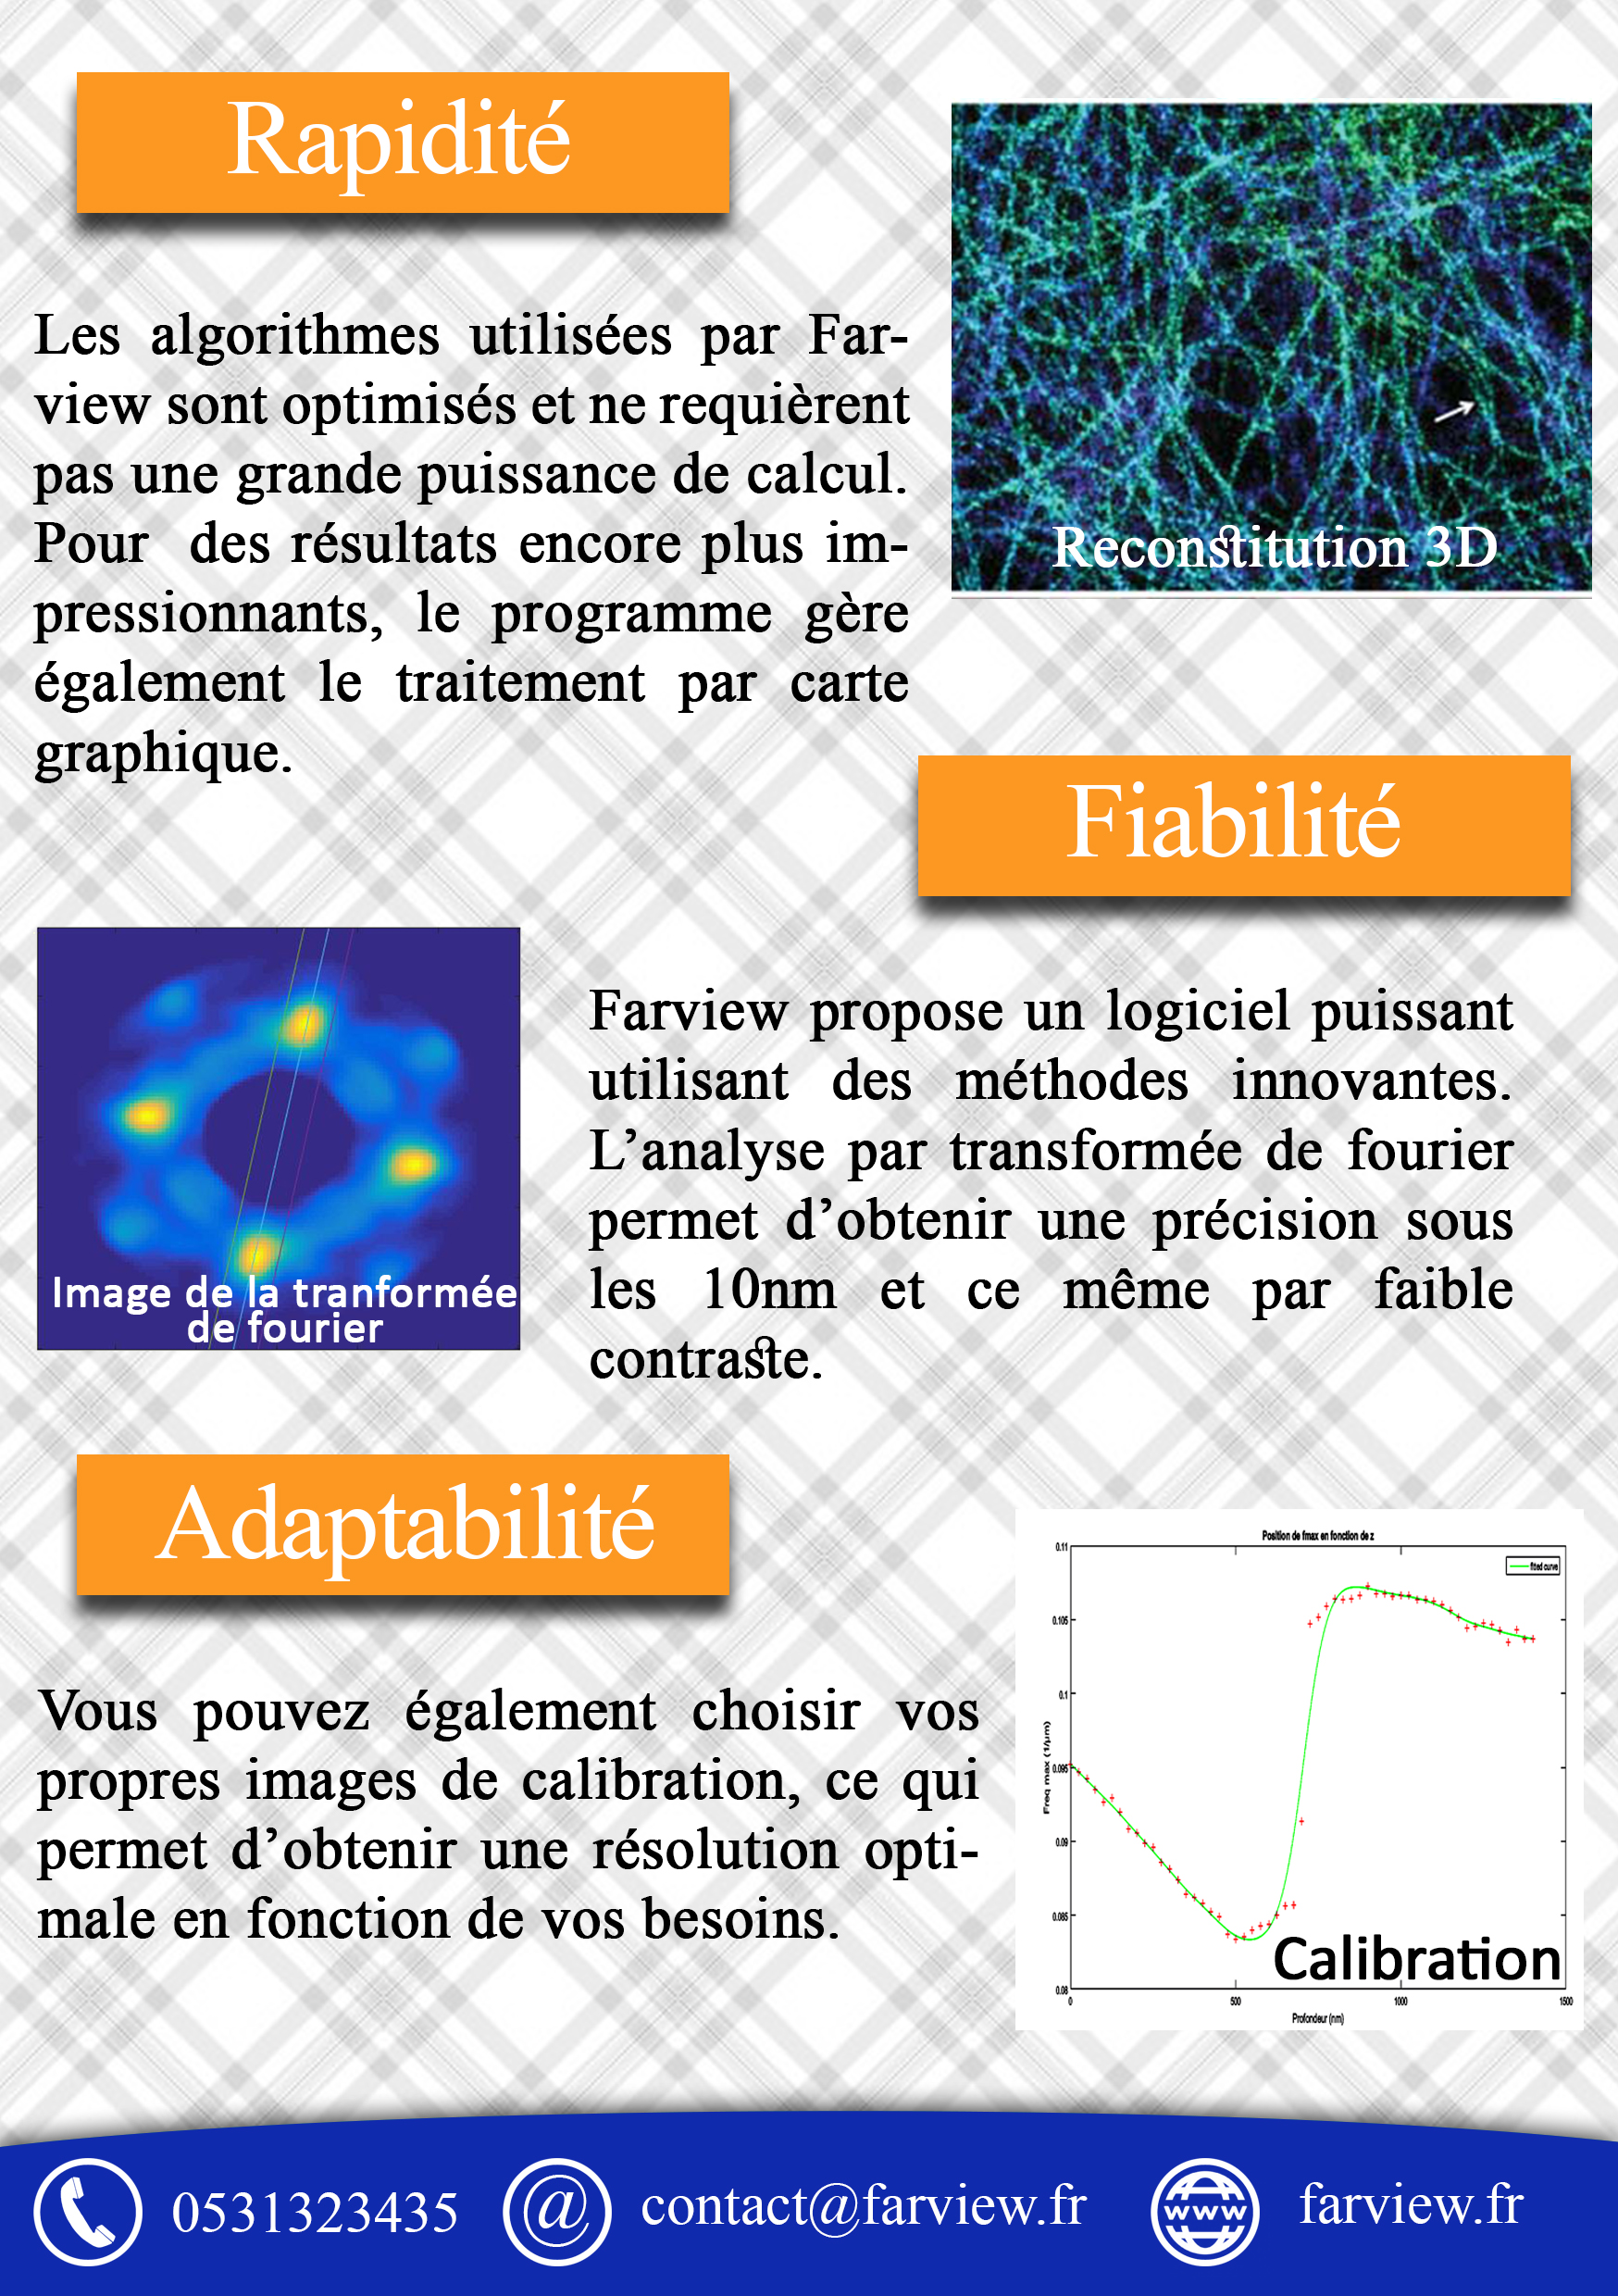 Rapidité
Les algorithmes utilisées par Far-
view sont optimisés et ne requièrent
pas une grande puissance de calcul.
Pour des résultats encore plus im-
pressionnants, le programme gère
également le traitement par carte
graphique.
Reconstitution 3D
Fiabilité
Image de la tranformée
de fourier
Farview propose un logiciel puissant
utilisant des méthodes innovantes.
L’analyse par transformée de fourier
permet d’obtenir une précision sous
les 10nm et ce même par faible
contraste.
Adaptabilité
Vous pouvez également choisir vos
propres images de calibration, ce qui
permet d’obtenir une résolution opti-
male en fonction de vos besoins.
Position de fmax en fonction de z
fitted curve
0.11
0.105
0.1
0.095
0.09
0.085
0.08
Freq max (1/µm)
0 500 1000 1500
Profondeur (nm)
Calibration
0531323435
@
contact@farview.fr
www
farview.fr